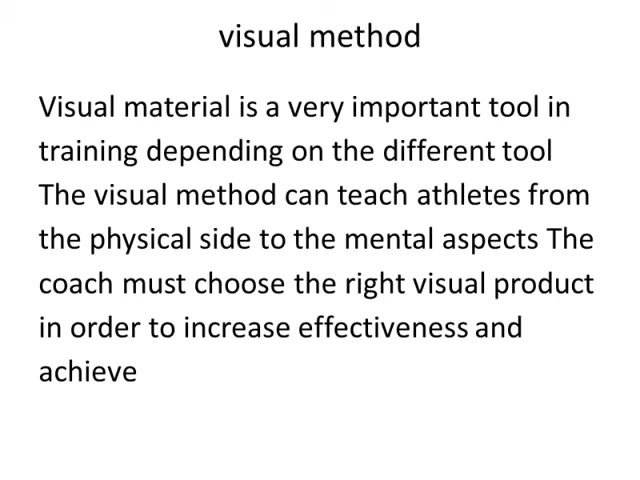 visual method
Visual material is a very important tool in
training depending on the different tool
The visual method can teach athletes from
the physical side to the mental aspects The
coach must choose the right visual product
in order to increase effectiveness and
achieve